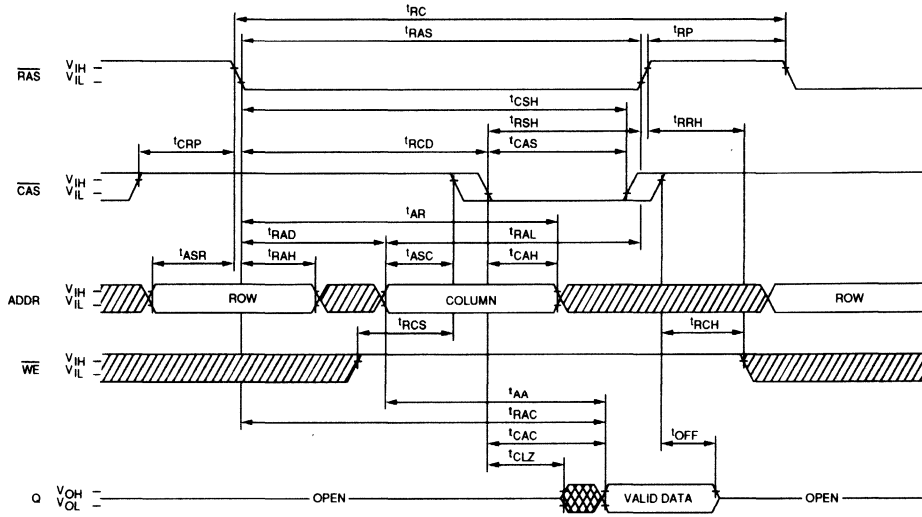 tRC
tRAS
tRP
RAS
VIH
VIL
tCSH
tRSH
tRRH
tCRP
tRCD
tCAS
CAS
VIH
VIL
tAR
tRAD
tRAL
tASR
tRAH
tASC
tCAH
ADDR
VIH
VIL
ROW
COLUMN
ROW
tRCS
tRCH
WE
VIH
VIL
tAA
tRAC
tCAC
tOFF
tCLZ
Q
VOH
VOL
OPEN
VALID DATA
OPEN